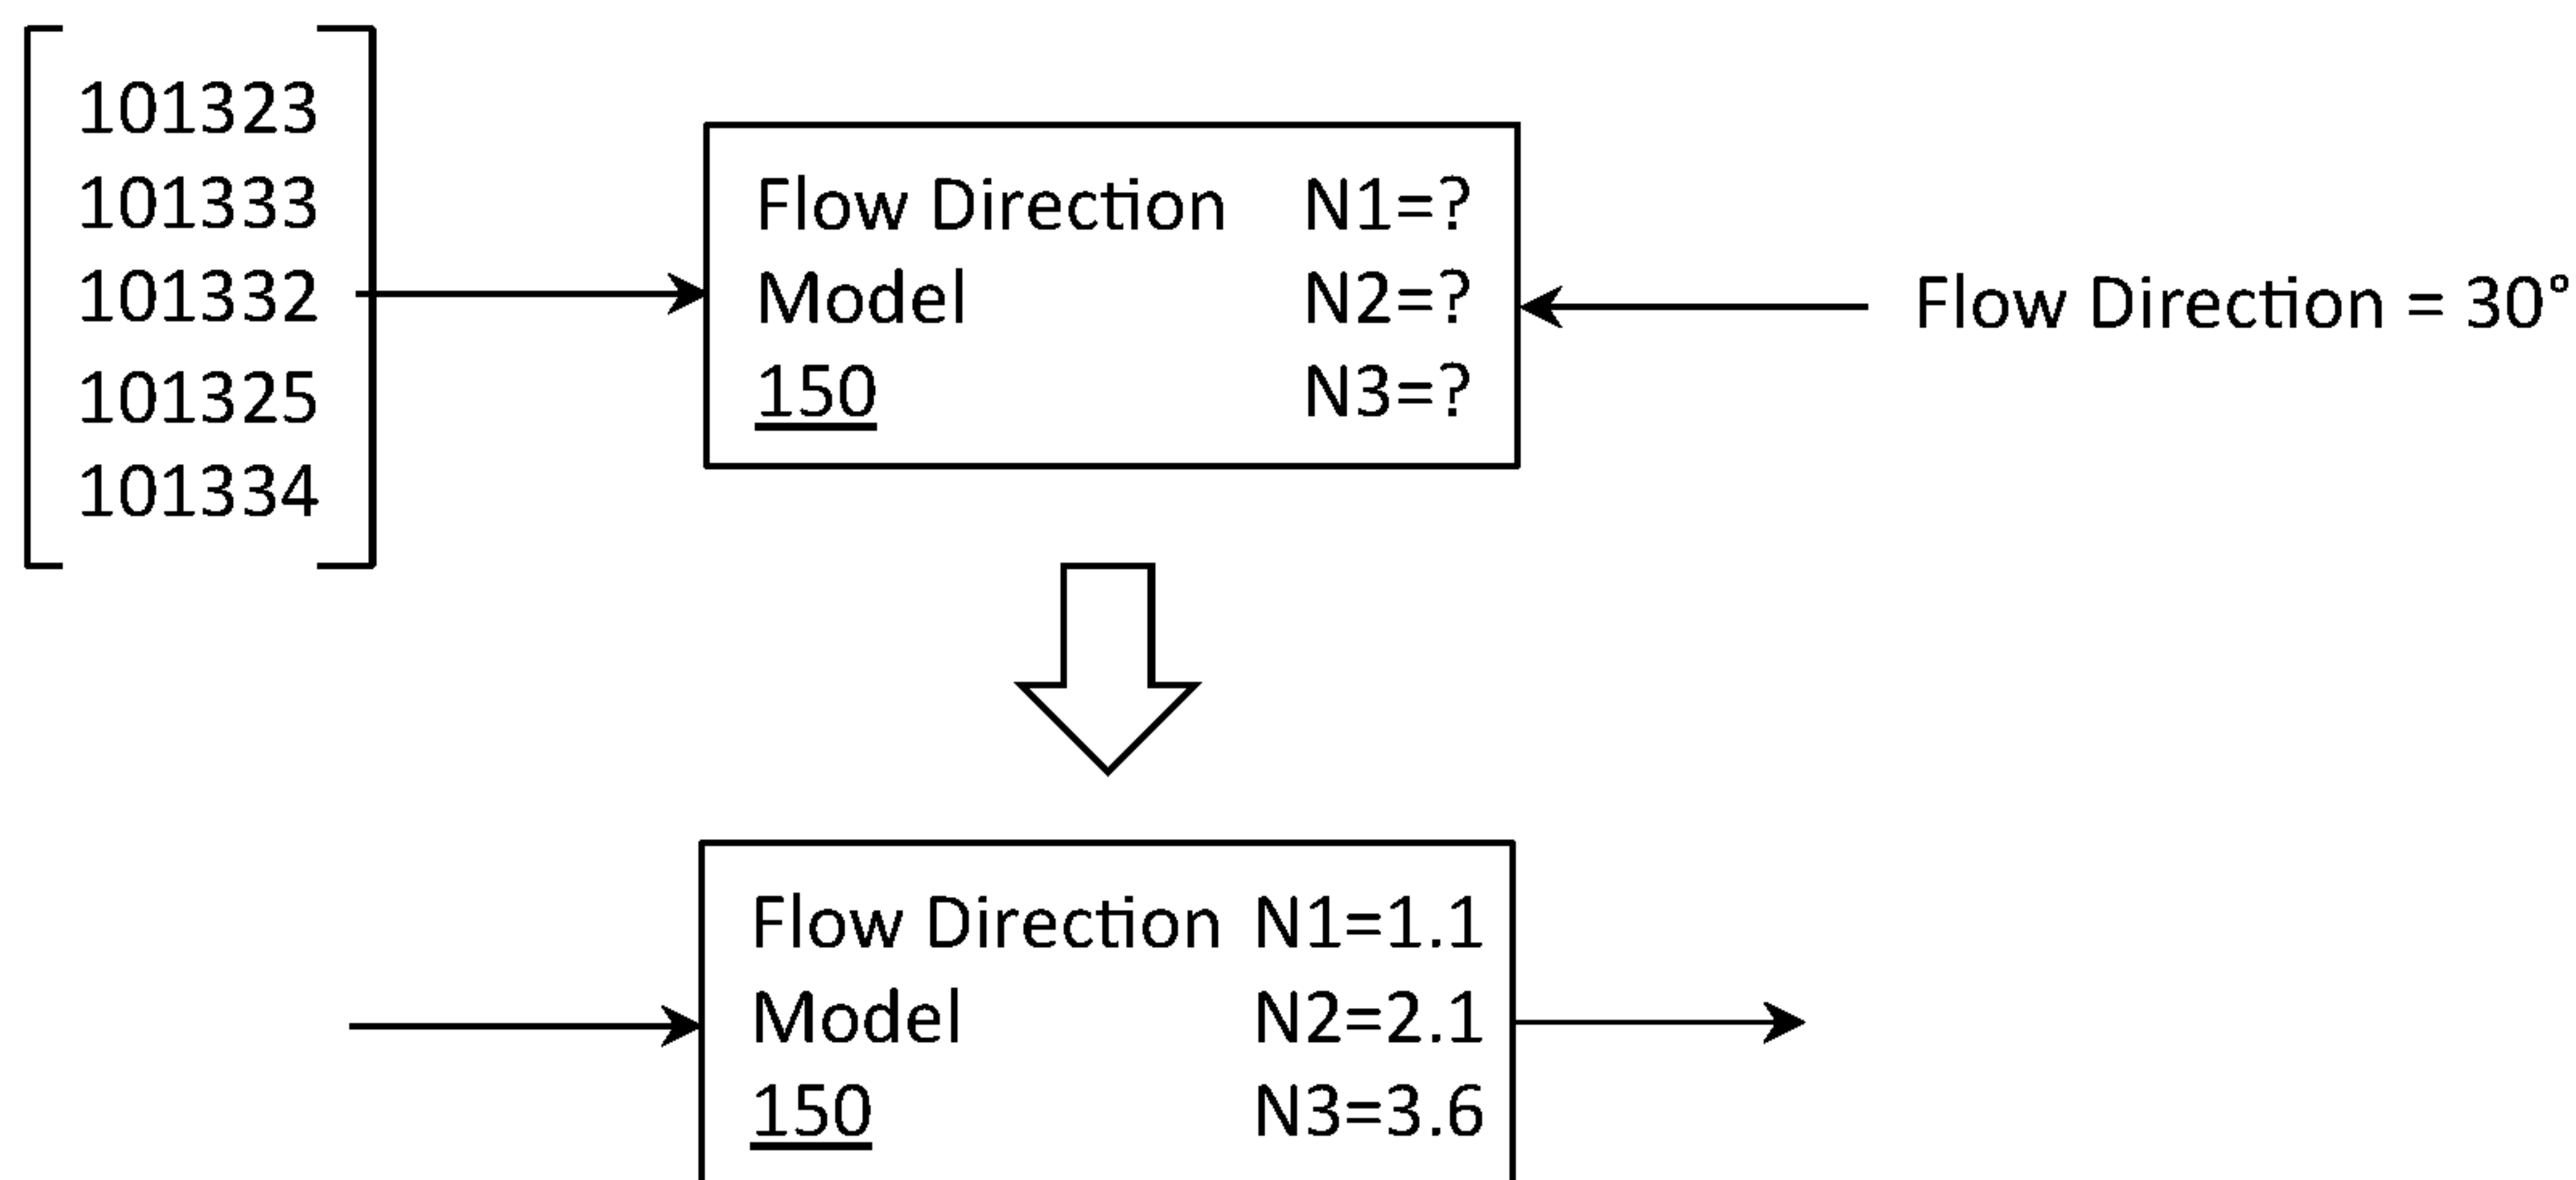 101323
101333
101332
101325
101334
Flow Direction N1=?
Model N2=?
150 N3=?
Flow Direction = 30°
Flow Direction N1=1.1
Model N2=2.1
150 N3=3.6